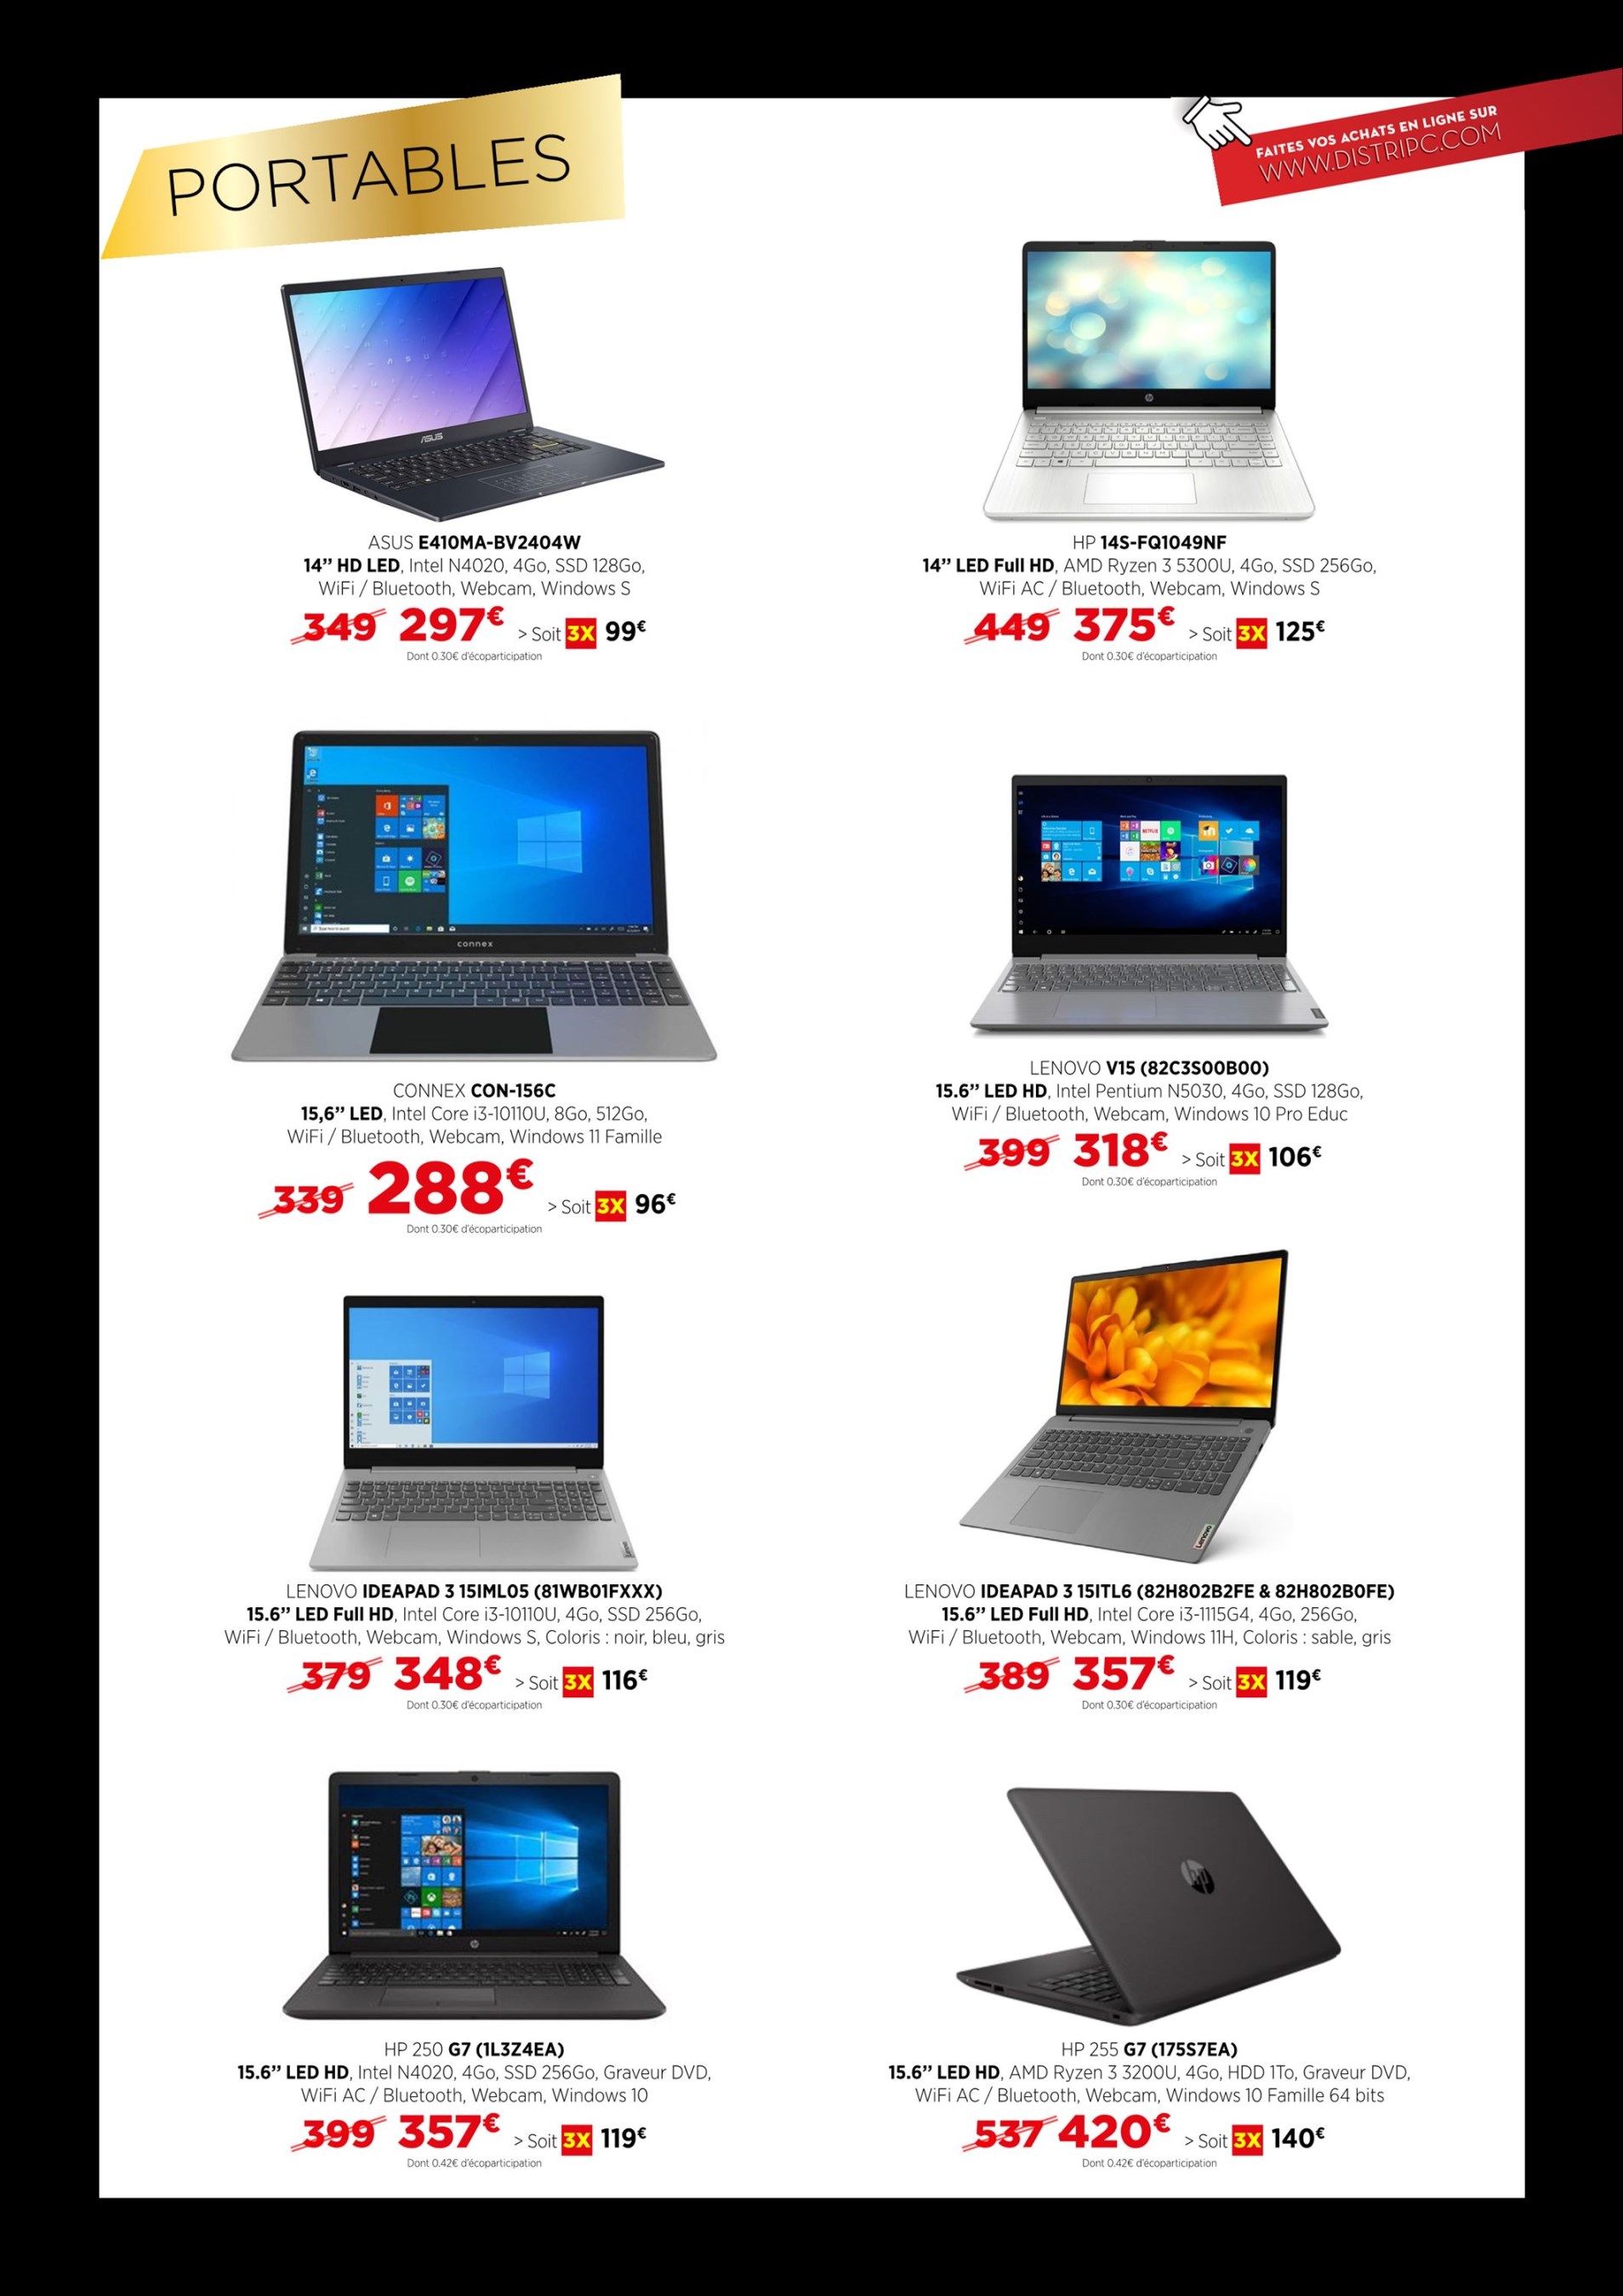 PORTABLES
FAITES VOS ACHATS EN LIGNE SUR
WWW.DISTRIPC.COM
ASUS
ASUS E410MA-BV2404W
14’’ HD LED, Intel N4020, 4Go, SSD 128Go,
WiFi / Bluetooth, Webcam, Windows S
349 297€ > Soit 3X 99€
Dont 0.30€ d'écoparticipation
hp
HP 14S-FQ1049NF
14’’ LED Full HD, AMD Ryzen 3 5300U, 4Go, SSD 256Go,
WiFi AC / Bluetooth, Webcam, Windows S
449 375€ > Soit 3X 125€
Dont 0.30€ d'écoparticipation
connex
CONNEX CON-156C
15,6’’ LED, Intel Core i3-10110U, 8Go, 512Go,
WiFi / Bluetooth, Webcam, Windows 11 Famille
339 288€ > Soit 3X 96€
Dont 0.30€ d'écoparticipation
LENOVO V15 (82C3S00B00)
15.6’’ LED HD, Intel Pentium N5030, 4Go, SSD 128Go,
WiFi / Bluetooth, Webcam, Windows 10 Pro Educ
399 318€ > Soit 3X 106€
Dont 0.30€ d'écoparticipation
Lenovo
LENOVO IDEAPAD 3 15IML05 (81WB01FXXX)
15.6’’ LED Full HD, Intel Core i3-10110U, 4Go, SSD 256Go,
WiFi / Bluetooth, Webcam, Windows S, Coloris : noir, bleu, gris
379 348€ > Soit 3X 116€
Dont 0.30€ d'écoparticipation
Lenovo
LENOVO IDEAPAD 3 15ITL6 (82H802B2FE & 82H802B0FE)
15.6’’ LED Full HD, Intel Core i3-1115G4, 4Go, 256Go,
WiFi / Bluetooth, Webcam, Windows 11H, Coloris : sable, gris
389 357€ > Soit 3X 119€
Dont 0.30€ d'écoparticipation
hp
HP 250 G7 (1L3Z4EA)
15.6’’ LED HD, Intel N4020, 4Go, SSD 256Go, Graveur DVD,
WiFi AC / Bluetooth, Webcam, Windows 10
399 357€ > Soit 3X 119€
Dont 0.42€ d'écoparticipation
hp
HP 255 G7 (175S7EA)
15.6’’ LED HD, AMD Ryzen 3 3200U, 4Go, HDD 1To, Graveur DVD,
WiFi AC / Bluetooth, Webcam, Windows 10 Famille 64 bits
537 420€ > Soit 3X 140€
Dont 0.42€ d'écoparticipation